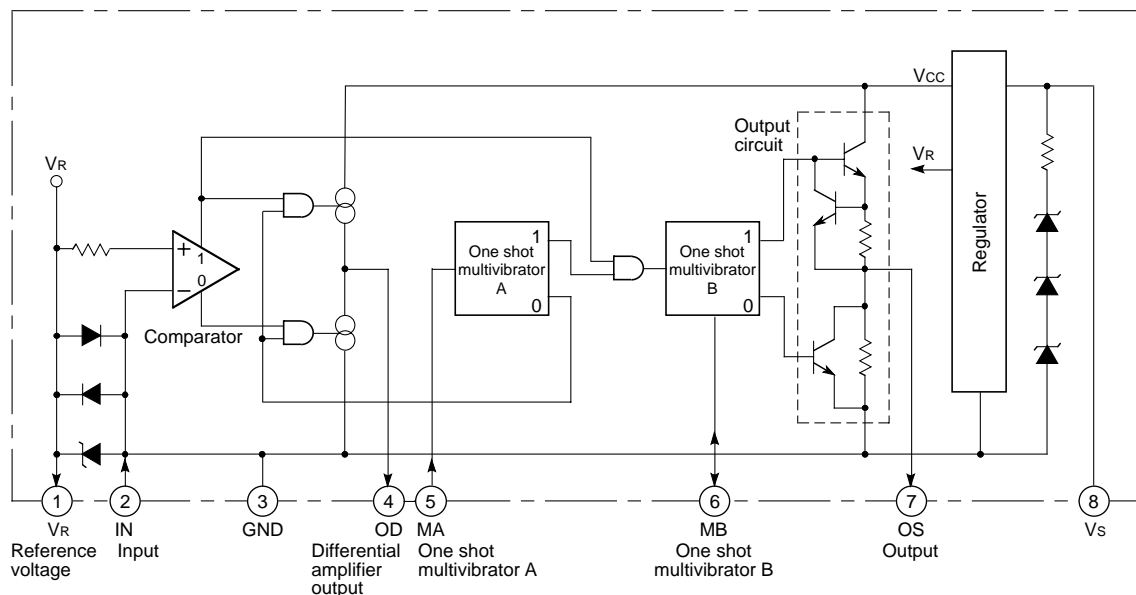 VCC
Output
circuit
VR
VR
Regulator
+
1
0
−
Comparator
One shot
multivibrator
A
1
0
One shot
multivibrator
B
1
0
1
2
3
4
5
6
7
8
VR
Reference
voltage
IN
Input
GND
OD
Differential
amplifier
output
MA
One shot
multivibrator A
MB
One shot
multivibrator B
OS
Output
VS